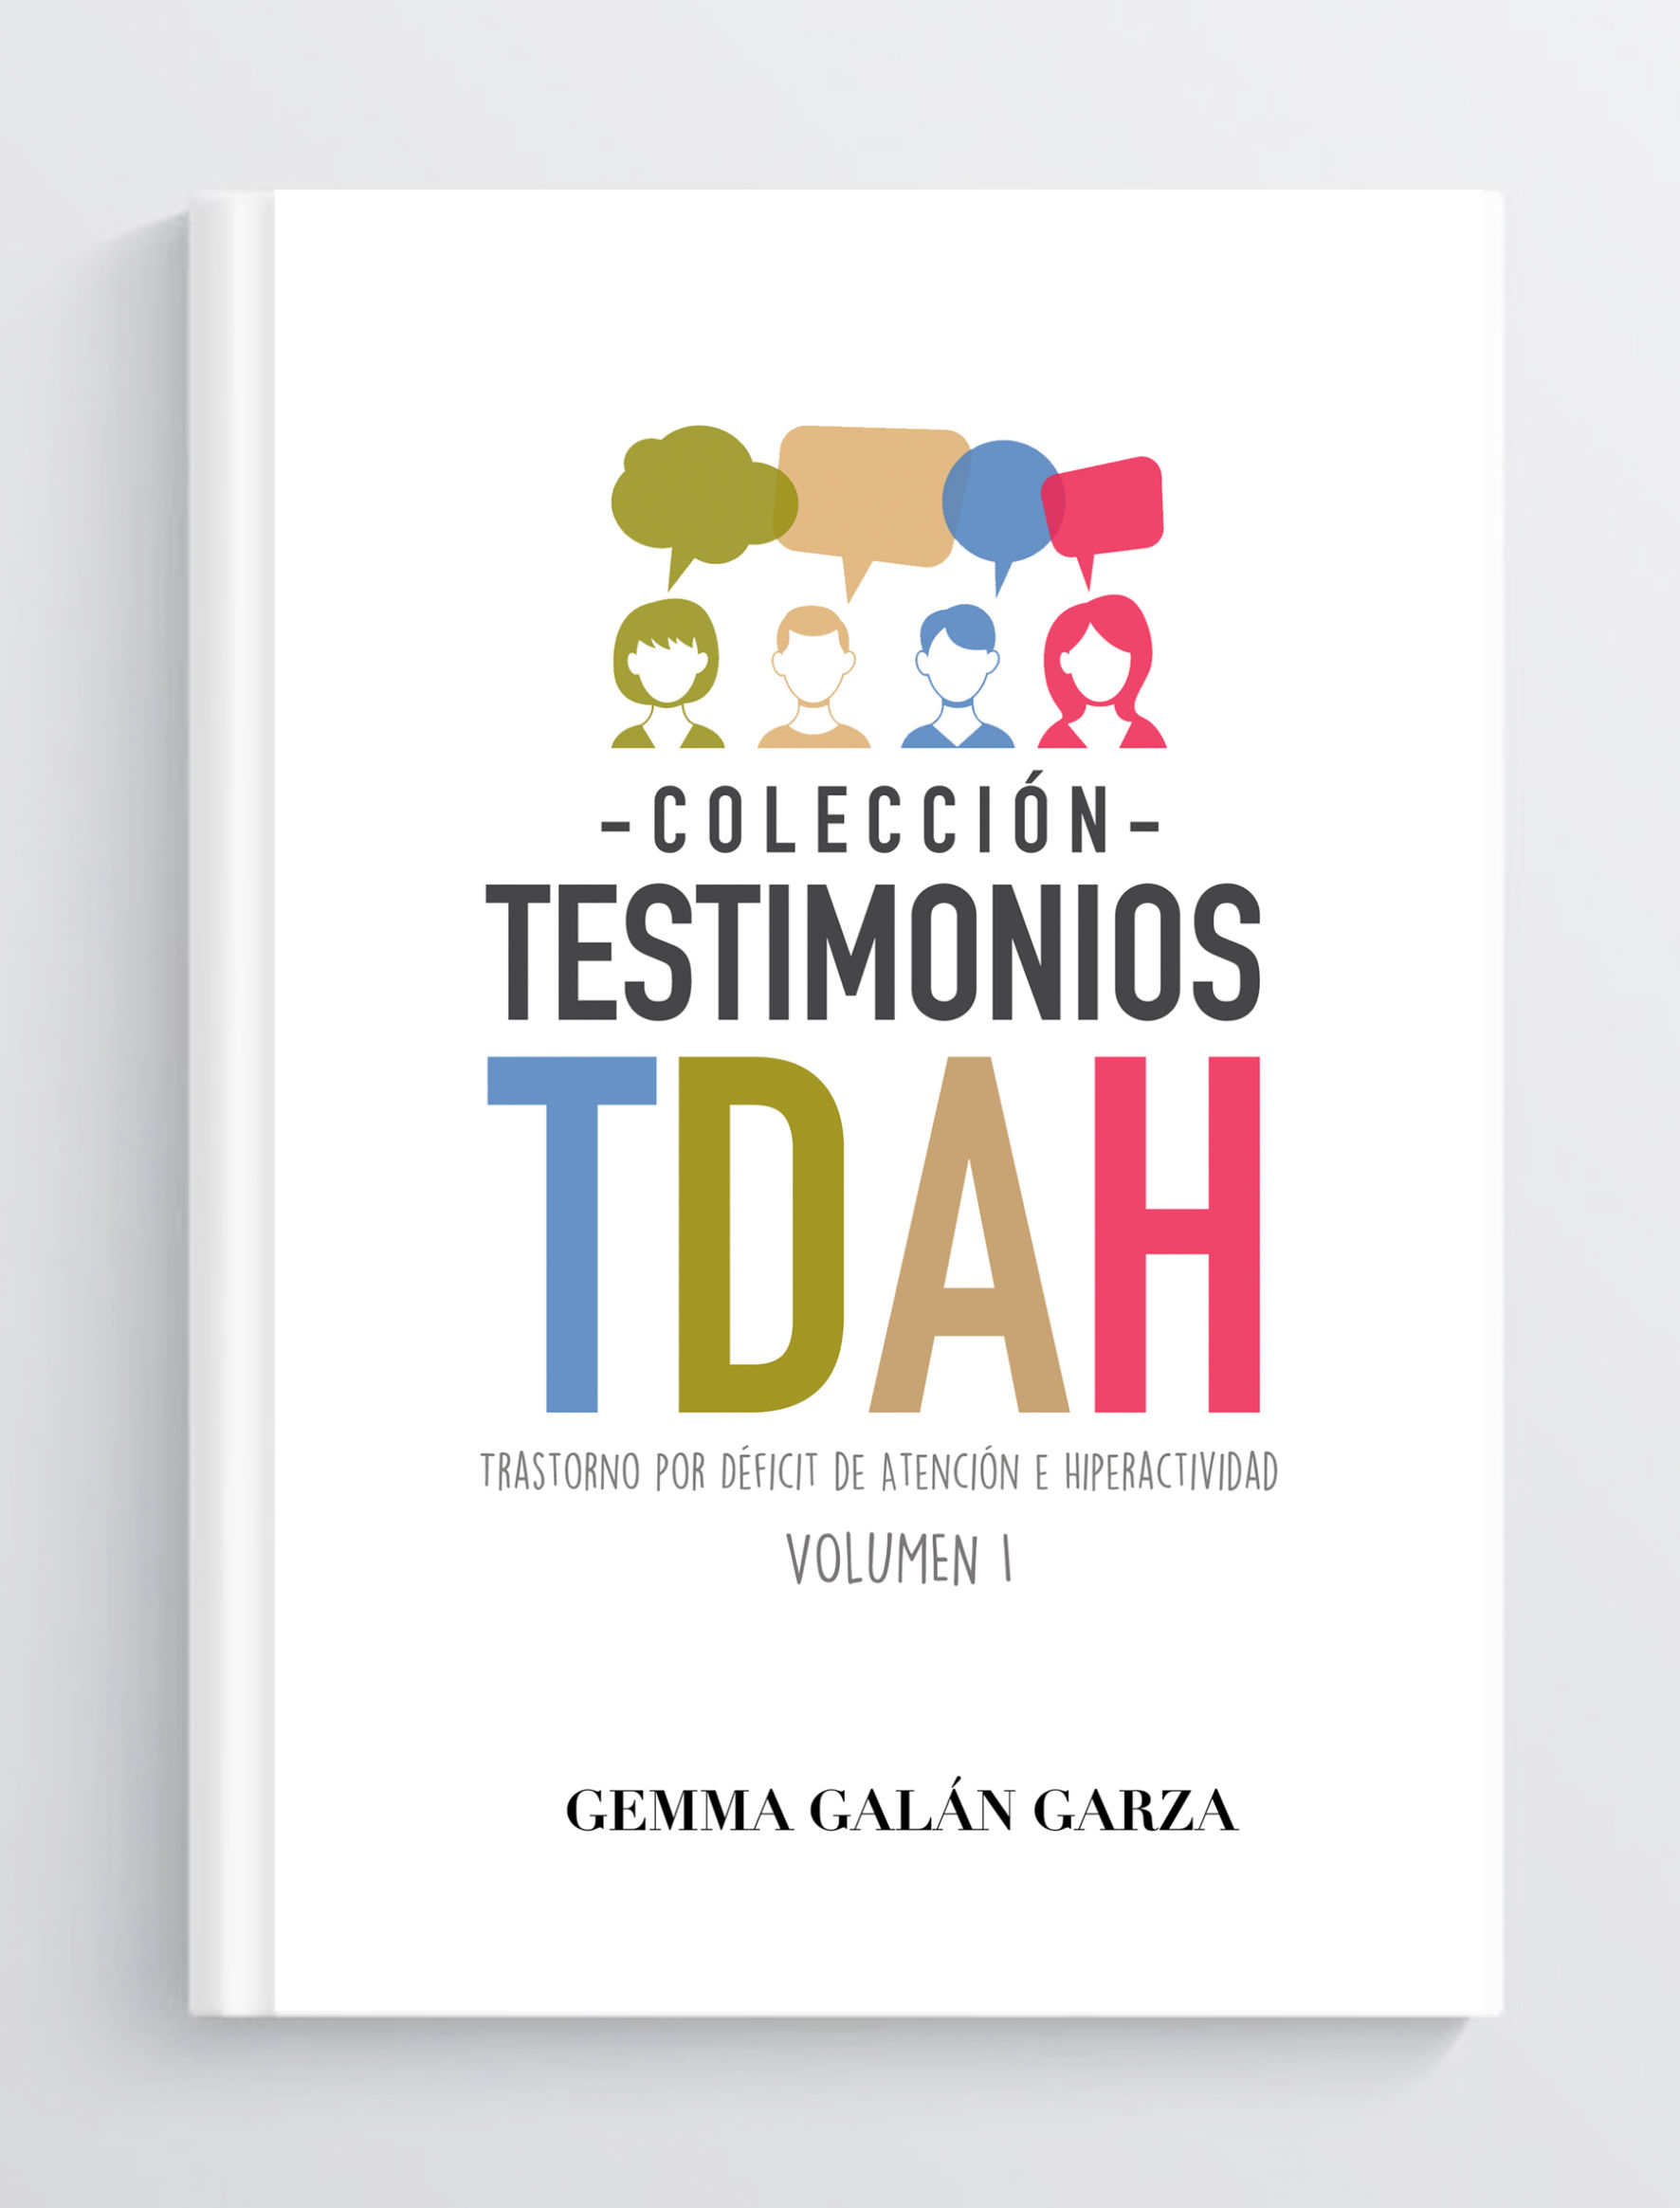 -COLECCIÓN-
TESTIMONIOS
TDAH
TRASTORNO POR DÉFICIT DE ATENCIÓN E HIPERACTIVIDAD
VOLUMEN I
GEMMA GALÁN GARZA